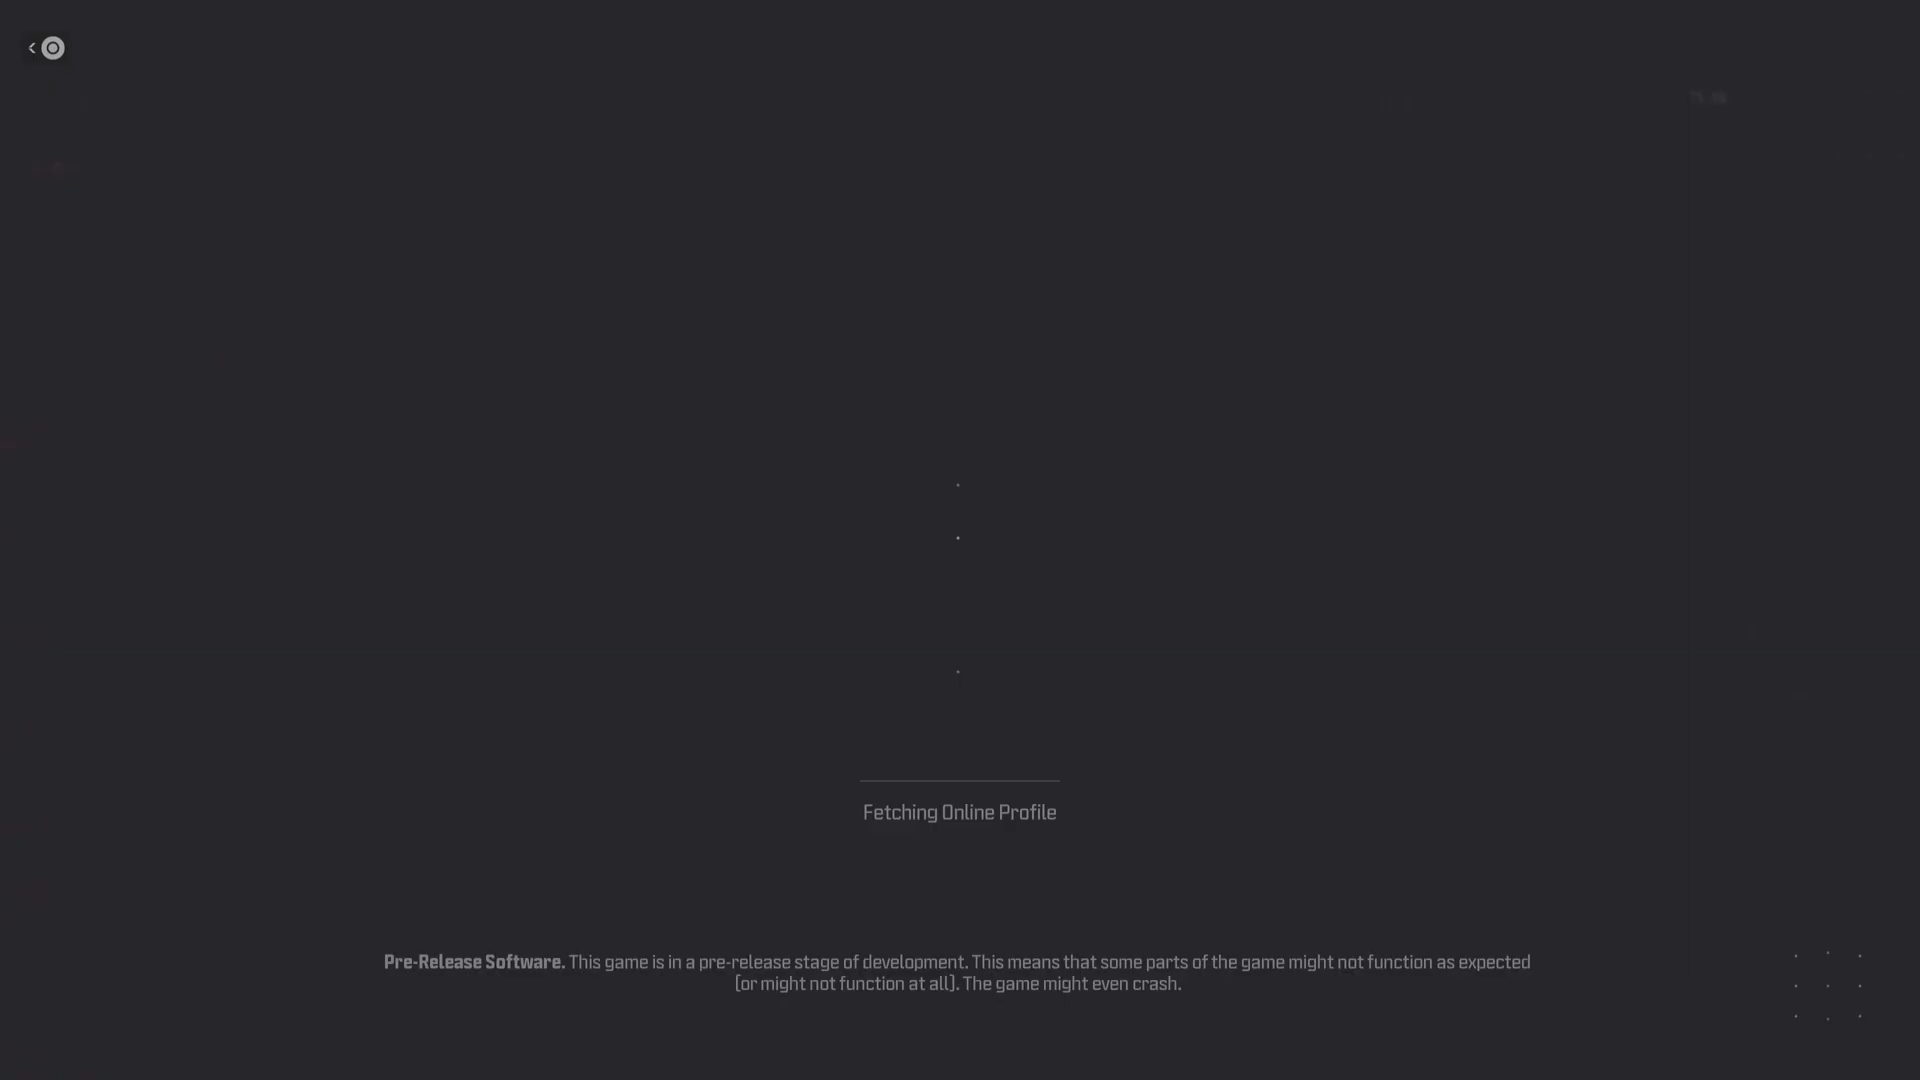 Fetching Online Profile
Pre-Release Software. This game is in a pre-release stage of development. This means that some parts of the game might not function as expected
(or might not function at all). The game might even crash.